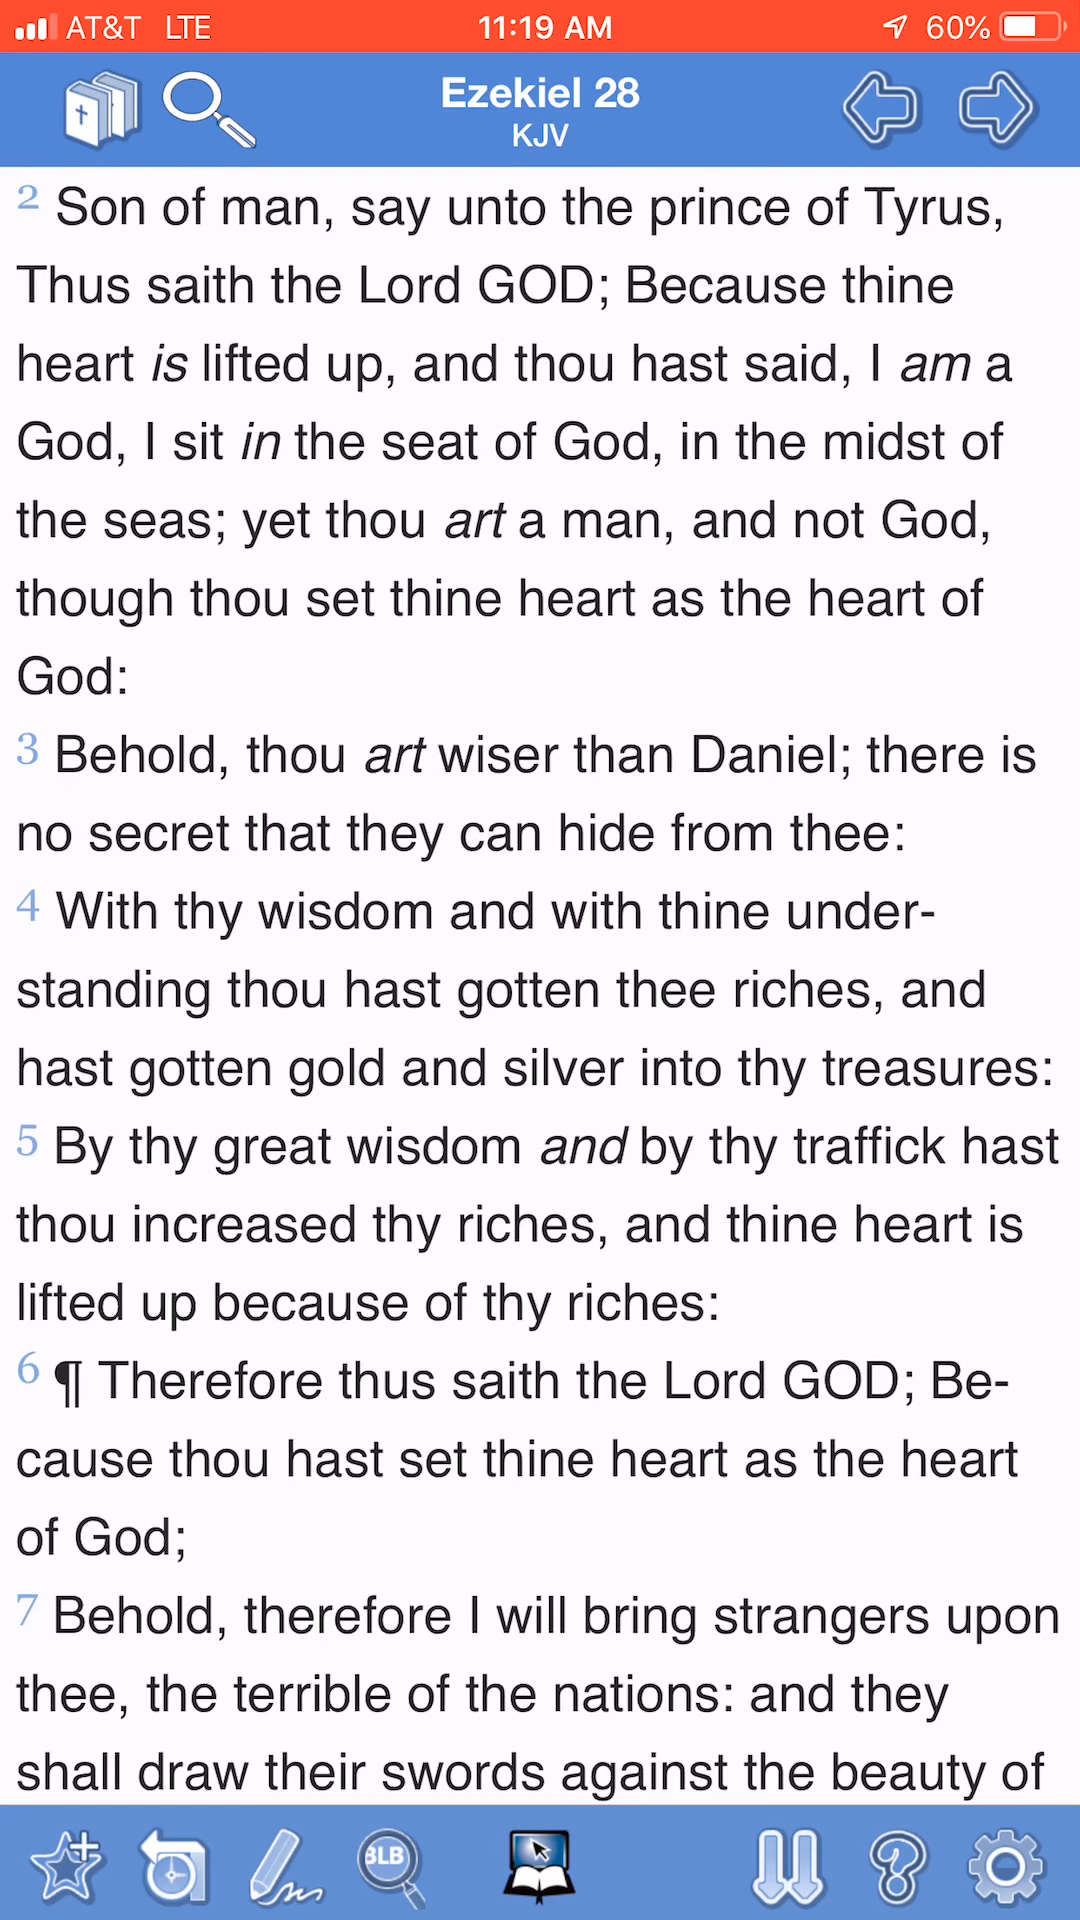 AT&T LTE 11:19 AM 60%
Ezekiel 28
KJV
2 Son of man, say unto the prince of Tyrus,
Thus saith the Lord GOD; Because thine
heart is lifted up, and thou hast said, I am a
God, I sit in the seat of God, in the midst of
the seas; yet thou art a man, and not God,
though thou set thine heart as the heart of
God:
3 Behold, thou art wiser than Daniel; there is
no secret that they can hide from thee:
4 With thy wisdom and with thine under-
standing thou hast gotten thee riches, and
hast gotten gold and silver into thy treasures:
5 By thy great wisdom and by thy traffick hast
thou increased thy riches, and thine heart is
lifted up because of thy riches:
6 ¶ Therefore thus saith the Lord GOD; Be-
cause thou hast set thine heart as the heart
of God;
7 Behold, therefore I will bring strangers upon
thee, the terrible of the nations: and they
shall draw their swords against the beauty of
BLB